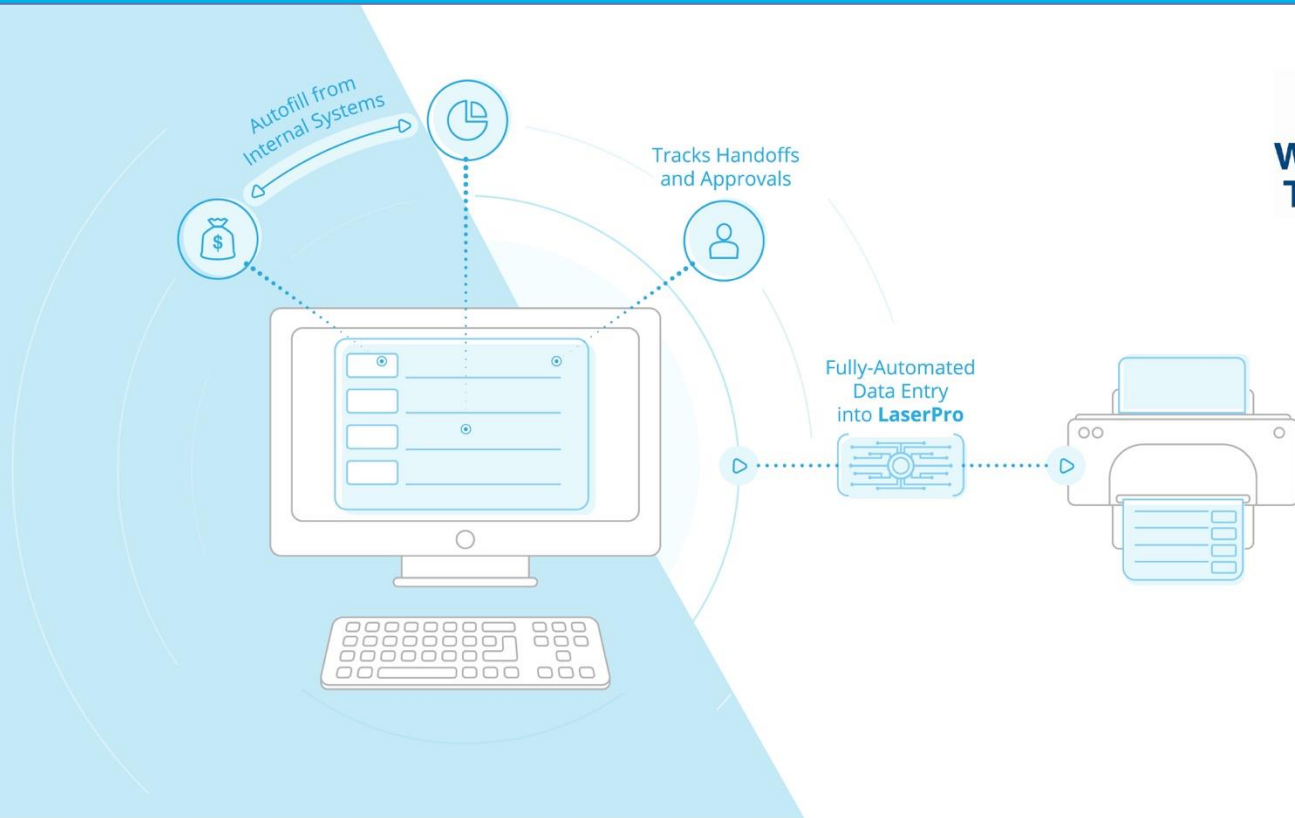 Autofill from
Internal Systems
$
Tracks Handoffs
and Approvals
Fully-Automated
Data Entry
into LaserPro